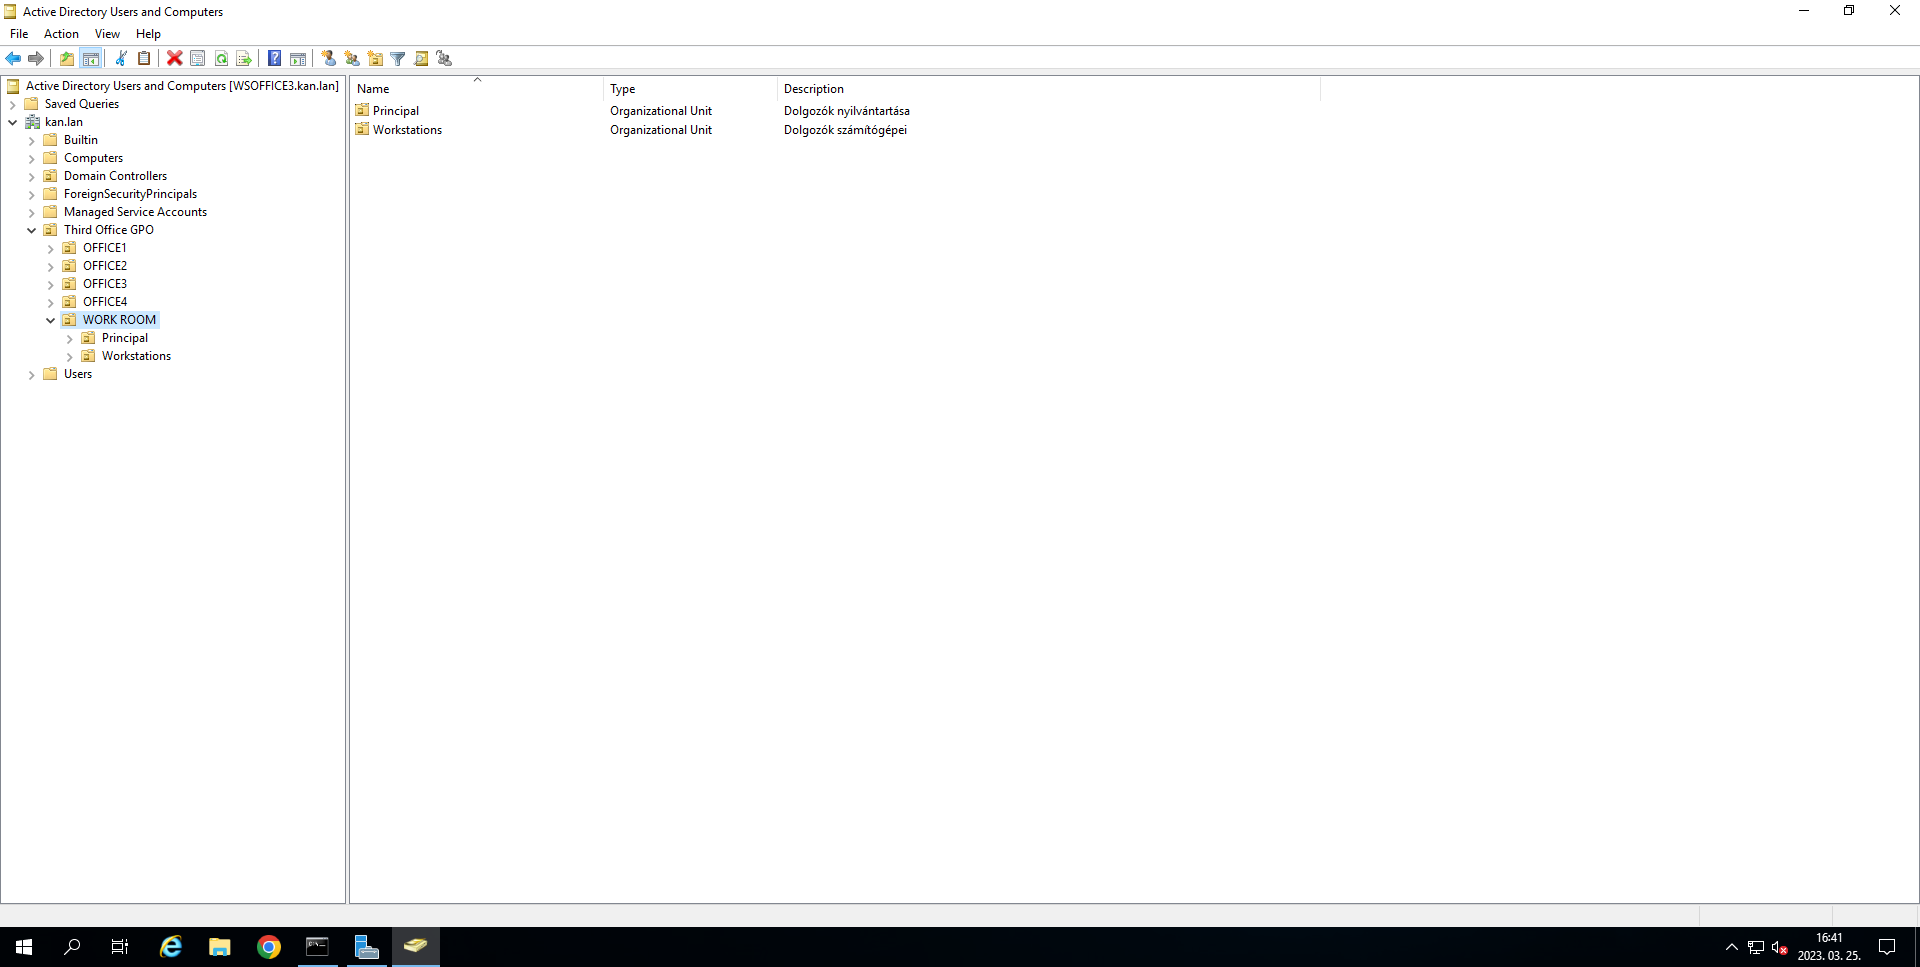 Active Directory Users and Computers
File Action View Help
Active Directory Users and Computers [WSOFFICE3.kan.lan]
Saved Queries
kan.lan
Builtin
Computers
Domain Controllers
ForeignSecurityPrincipals
Managed Service Accounts
Third Office GPO
OFFICE1
OFFICE2
OFFICE3
OFFICE4
WORK ROOM
Principal
Workstations
Users
Name Type Description
Principal Organizational Unit Dolgozók nyilvántartása
Workstations Organizational Unit Dolgozók számítógépei
16:41
2023. 03. 25.